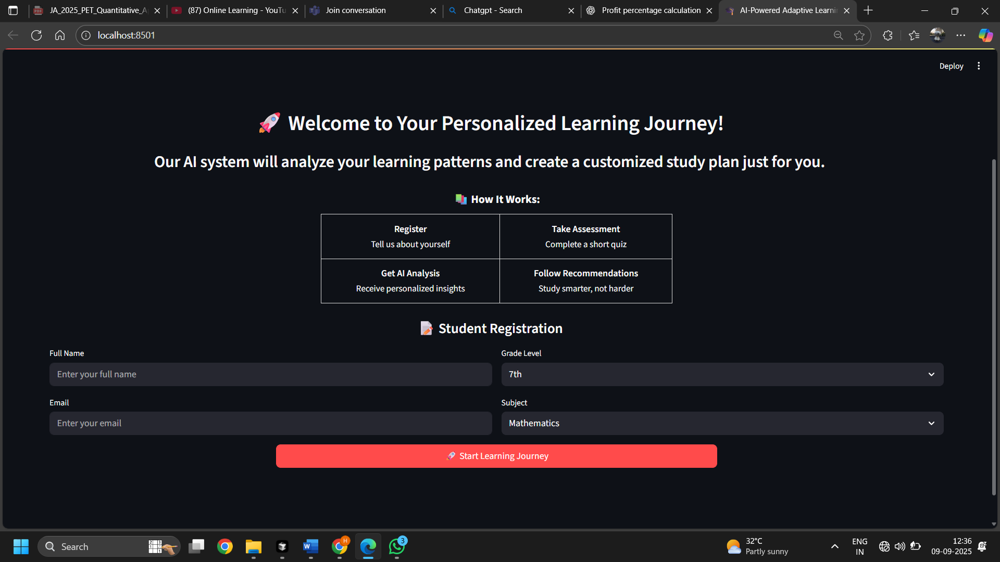 JA_2025_PET_Quantitative_A
(87) Online Learning - YouTu
Join conversation
Chatgpt - Search
Profit percentage calculation
AI-Powered Adaptive Learni
localhost:8501
Deploy
🚀 Welcome to Your Personalized Learning Journey!
Our AI system will analyze your learning patterns and create a customized study plan just for you.
📚 How It Works:
Register
Tell us about yourself
Take Assessment
Complete a short quiz
Get AI Analysis
Receive personalized insights
Follow Recommendations
Study smarter, not harder
📝 Student Registration
Full Name
Enter your full name
Grade Level
7th
Email
Enter your email
Subject
Mathematics
🚀 Start Learning Journey
Search
H
3
32°C
Partly sunny
ENG
IN
12:36
09-09-2025